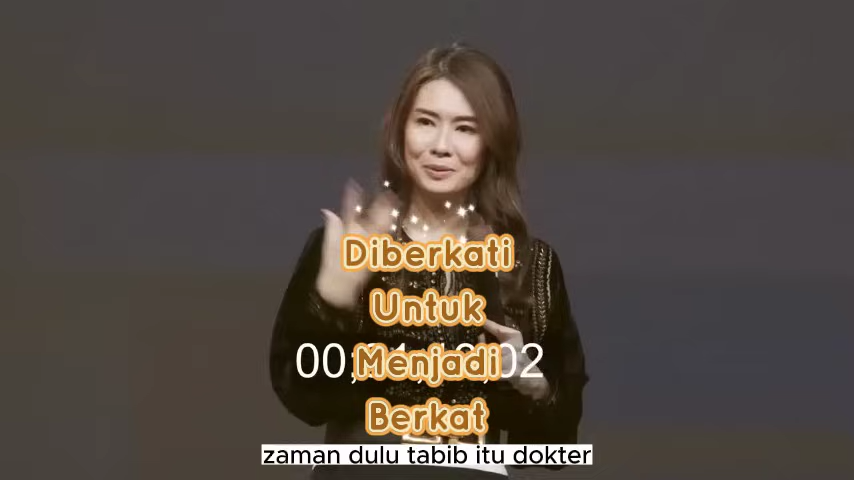 Diberkati
Untuk
Menjadi
Berkat
zaman dulu tabib itu dokter